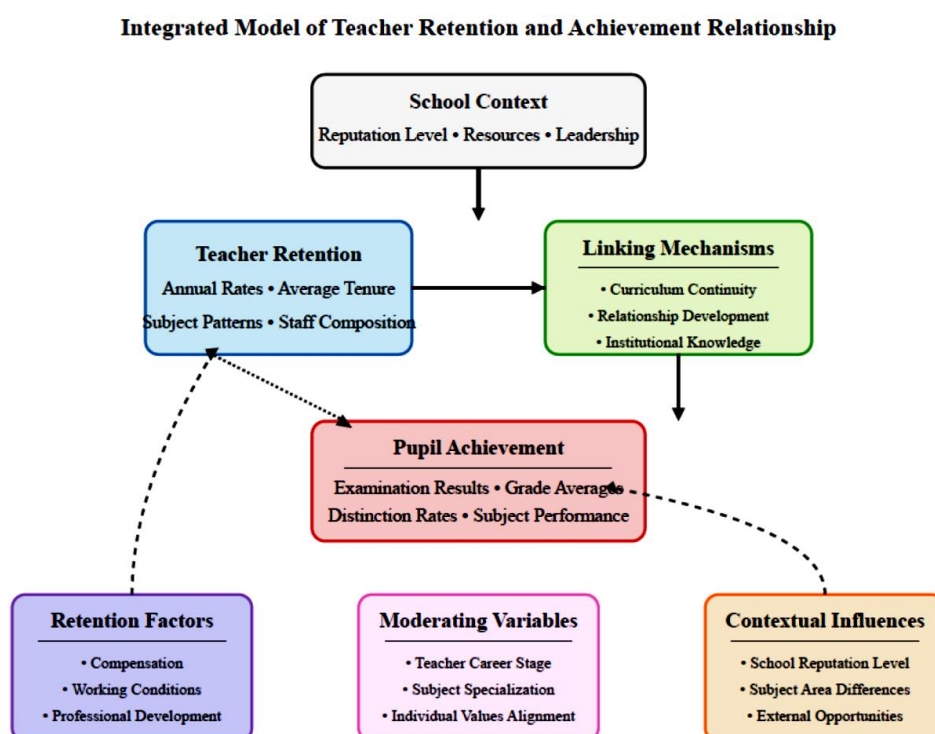 Integrated Model of Teacher Retention and Achievement Relationship
School Context
Reputation Level • Resources • Leadership
Teacher Retention
Annual Rates • Average Tenure
Subject Patterns • Staff Composition
Linking Mechanisms
• Curriculum Continuity
• Relationship Development
• Institutional Knowledge
Pupil Achievement
Examination Results • Grade Averages
Distinction Rates • Subject Performance
Retention Factors
• Compensation
• Working Conditions
• Professional Development
Moderating Variables
• Teacher Career Stage
• Subject Specialization
• Individual Values Alignment
Contextual Influences
• School Reputation Level
• Subject Area Differences
• External Opportunities